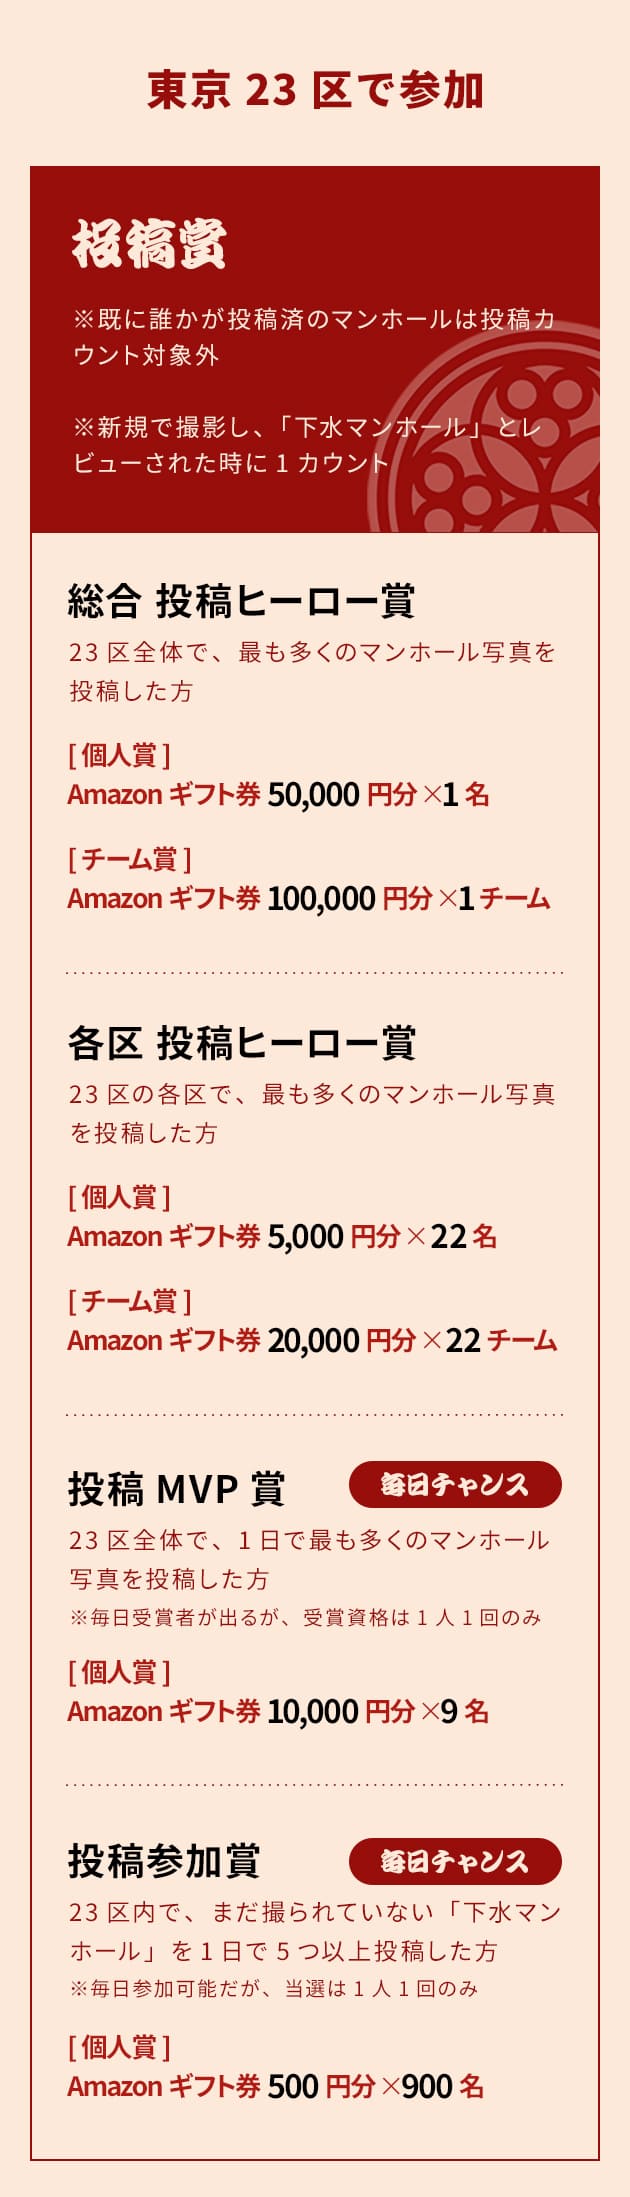 東京 23 区で参加
投稿賞
※既に誰かが投稿済のマンホールは投稿カ
ウント対象外
※新規で撮影し、「下水マンホール」とレ
ビューされた時に 1 カウント
総合 投稿ヒーロー賞
23 区全体で、最も多くのマンホール写真を
投稿した方
[ 個人賞 ]
Amazon ギフト券 50,000 円分 ×1 名
[ チーム賞 ]
Amazon ギフト券 100,000 円分 ×1 チーム
各区 投稿ヒーロー賞
23 区の各区で、最も多くのマンホール写真
を投稿した方
[ 個人賞 ]
Amazon ギフト券 5,000 円分 × 22 名
[ チーム賞 ]
Amazon ギフト券 20,000 円分 × 22 チーム
投稿 MVP 賞 毎日チャンス
23 区全体で、1 日で最も多くのマンホール
写真を投稿した方
※毎日受賞者が出るが、受賞資格は 1 人 1 回のみ
[ 個人賞 ]
Amazon ギフト券 10,000 円分 ×9 名
投稿参加賞 毎日チャンス
23 区内で、まだ撮られていない「下水マン
ホール」を 1 日で 5 つ以上投稿した方
※毎日参加可能だが、当選は 1 人 1 回のみ
[ 個人賞 ]
Amazon ギフト券 500 円分 ×900 名